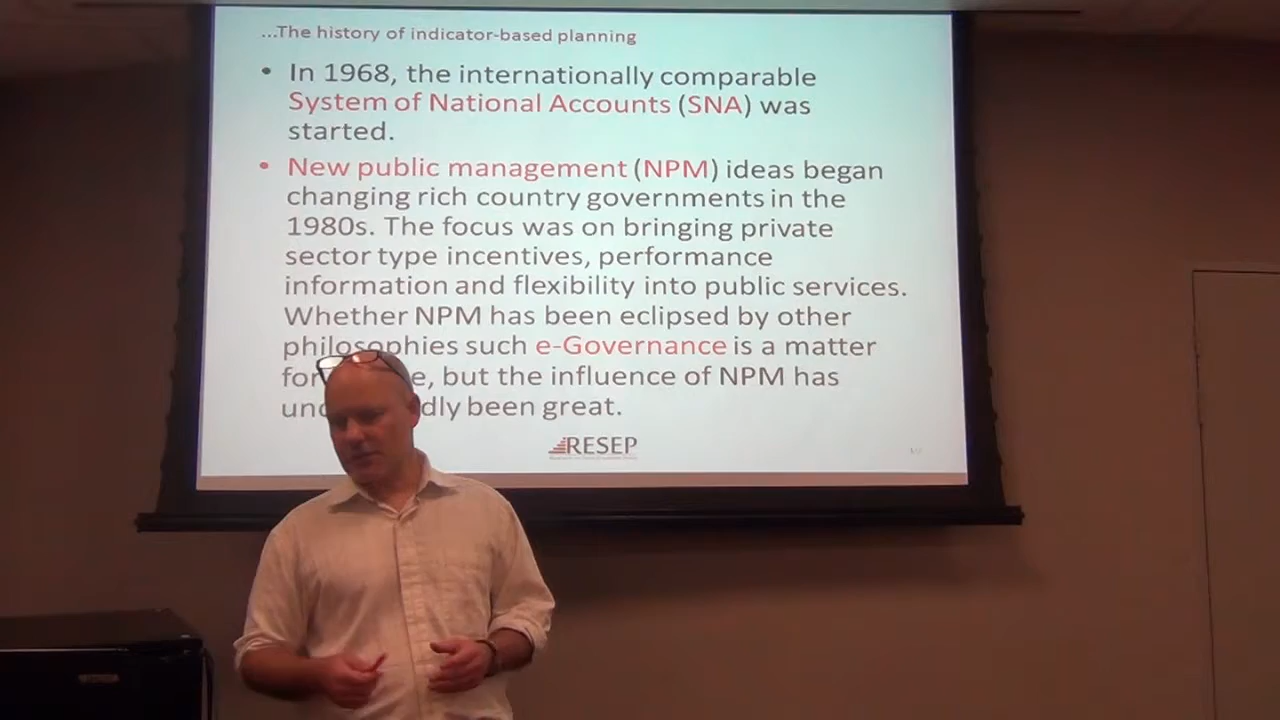 ...The history of indicator-based planning
• In 1968, the internationally comparable
System of National Accounts (SNA) was
started.
• New public management (NPM) ideas began
changing rich country governments in the
1980s. The focus was on bringing private
sector type incentives, performance
information and flexibility into public services.
Whether NPM has been eclipsed by other
philosophies such e-Governance is a matter
for e, but the influence of NPM has
und dly been great.
RESEP